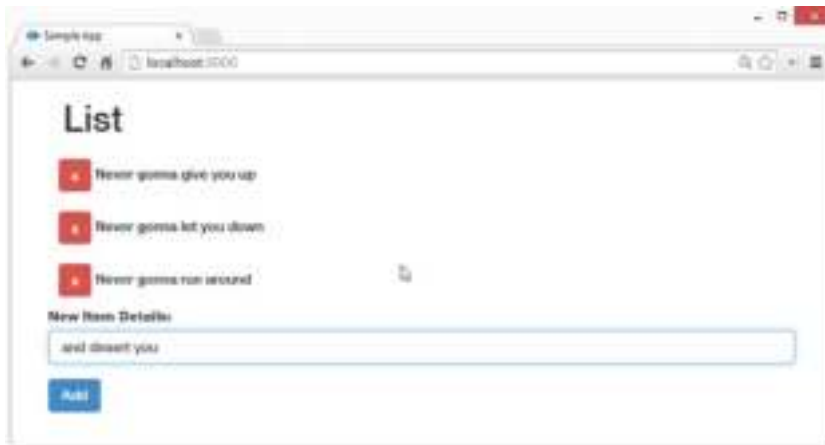 Simple App
localhost:3000
List
x Never gonna give you up
x Never gonna let you down
x Never gonna run around
New Item Details:
and desert you
Add